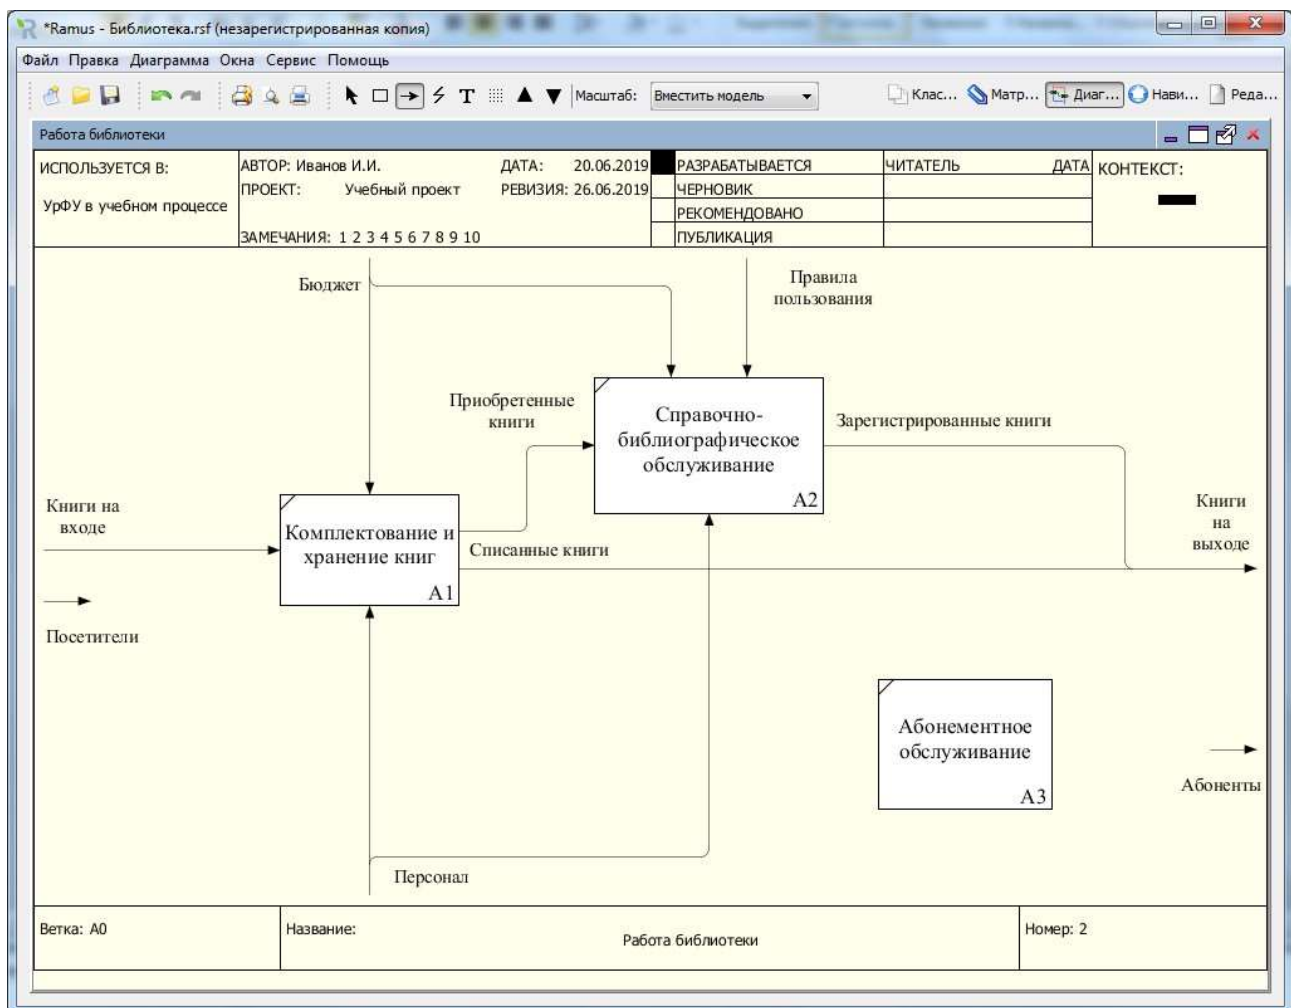 *Ramus - Библиотека.rsf (незарегистрированная копия)
Файл Правка Диаграмма Окна Сервис Помощь
Масштаб: Вместить модель Клас... Матр... Диаг... Нави... Реда...
Работа библиотеки
ИСПОЛЬЗУЕТСЯ В:
УрФУ в учебном процессе
АВТОР: Иванов И.И. ДАТА: 20.06.2019
ПРОЕКТ: Учебный проект РЕВИЗИЯ: 26.06.2019
ЗАМЕЧАНИЯ: 1 2 3 4 5 6 7 8 9 10
РАЗРАБАТЫВАЕТСЯ
ЧЕРНОВИК
РЕКОМЕНДОВАНО
ПУБЛИКАЦИЯ
ЧИТАТЕЛЬ ДАТА
КОНТЕКСТ:
Бюджет
Правила
пользования
Приобретенные
книги
Справочно-
библиографическое
обслуживание
A2
Зарегистрированные книги
Книги на
входе
Комплектование и
хранение книг
A1
Списанные книги
Книги
на
выходе
Посетители
Абонементное
обслуживание
A3
Абоненты
Персонал
Ветка: A0
Название:
Работа библиотеки
Номер: 2